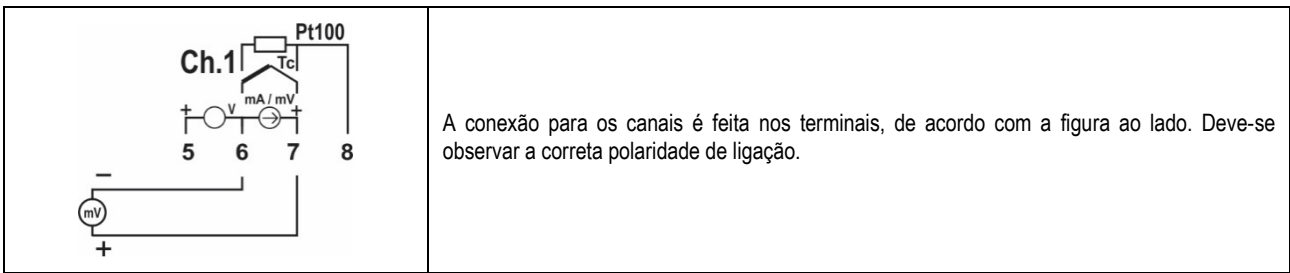 Pt100
Ch.1
Tc
mA / mV
+ V +
5 6 7 8
−
mV
+
A conexão para os canais é feita nos terminais, de acordo com a figura ao lado. Deve-se
observar a correta polaridade de ligação.